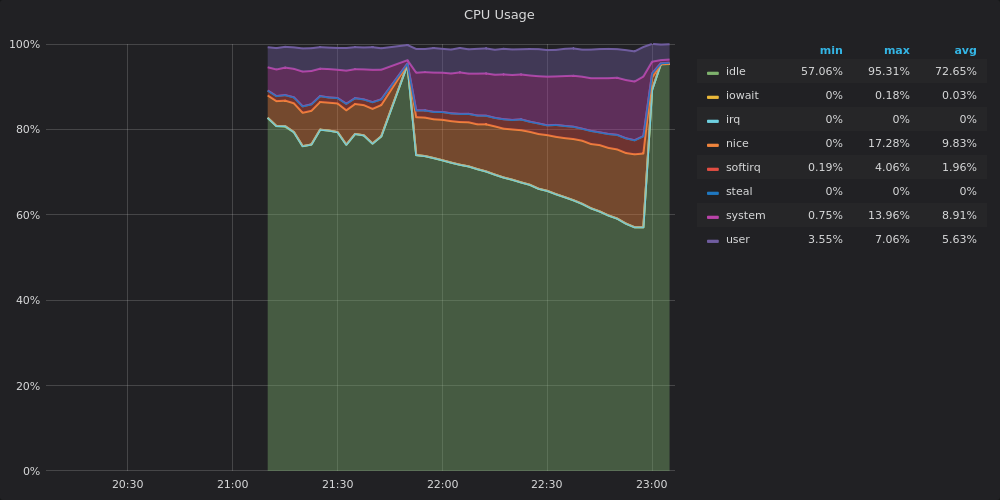 CPU Usage
100%
80%
60%
40%
20%
0%
20:30 21:00 21:30 22:00 22:30 23:00
min max avg
idle 57.06% 95.31% 72.65%
iowait 0% 0.18% 0.03%
irq 0% 0% 0%
nice 0% 17.28% 9.83%
softirq 0.19% 4.06% 1.96%
steal 0% 0% 0%
system 0.75% 13.96% 8.91%
user 3.55% 7.06% 5.63%